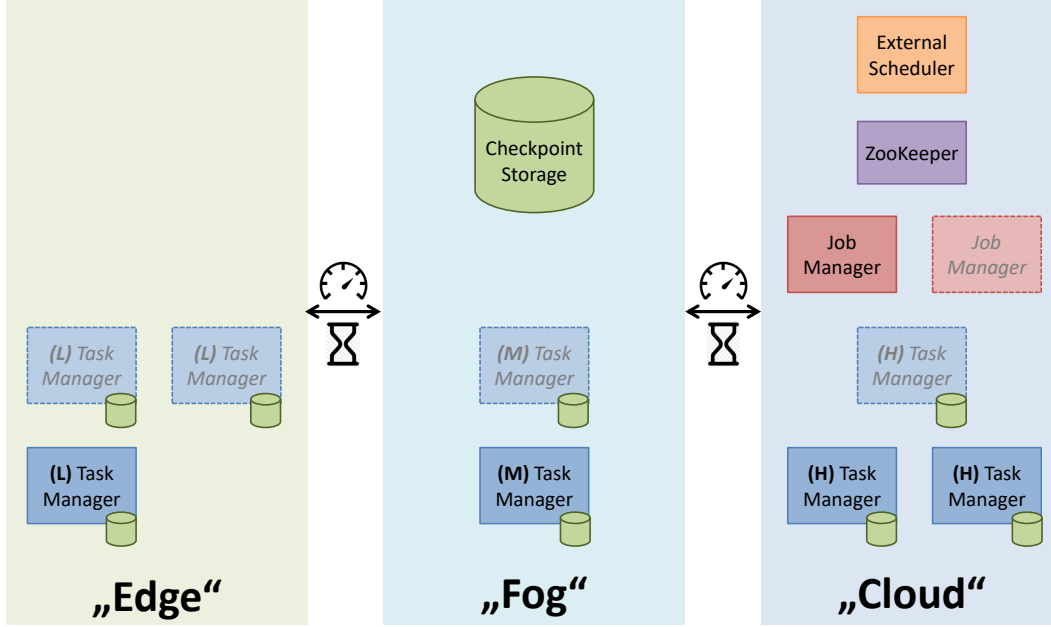 External
Scheduler
Checkpoint
Storage
ZooKeeper
Job
Manager
Job
Manager
(L) Task
Manager
(L) Task
Manager
(M) Task
Manager
(H) Task
Manager
(L) Task
Manager
(M) Task
Manager
(H) Task
Manager
(H) Task
Manager
„Edge“
„Fog“
„Cloud“